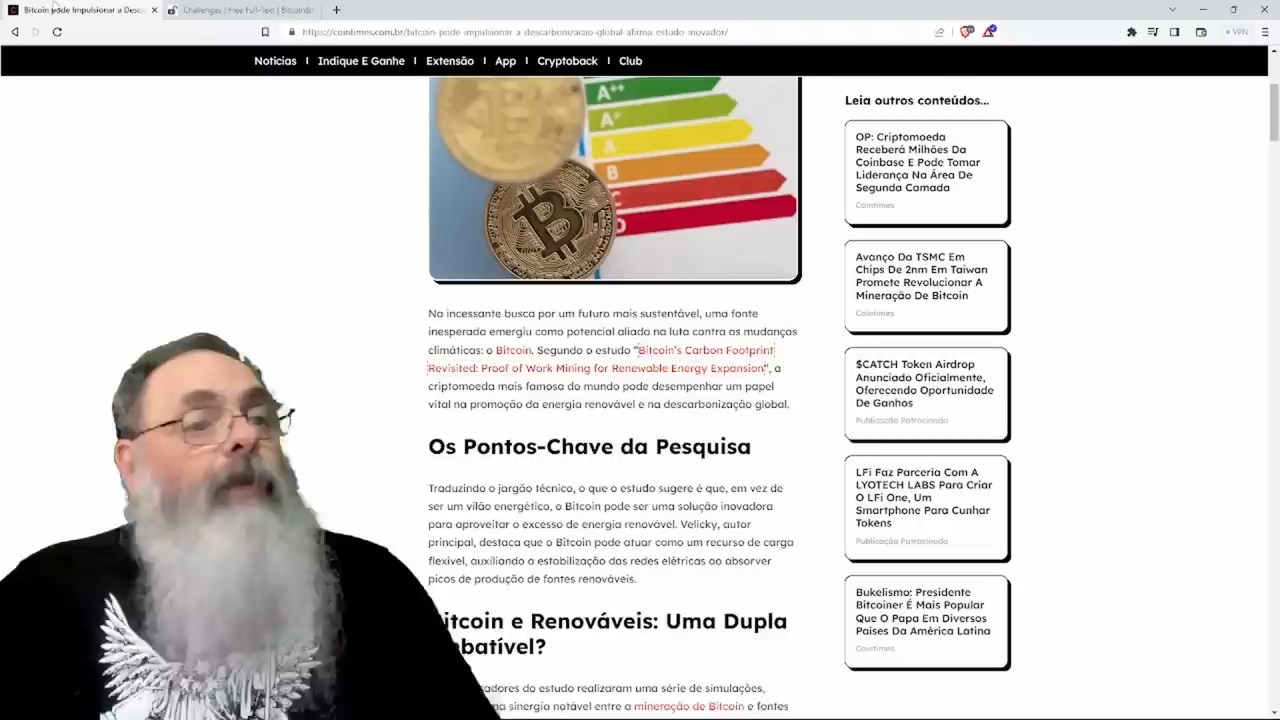 Bitcoin pode Impulsionar a Desca
Challenges | Free Full-Text | Bitcoin&r
https://cointimes.com.br/bitcoin-pode-impulsionar-a-descarbonizacao-global-afirma-estudo-inovador/
VPN
Noticias | Indique E Ganhe | Extensão | App | Cryptoback | Club
A++
A+
A
B
C
D
Na incessante busca por um futuro mais sustentável, uma fonte
inesperada emergiu como potencial aliada na luta contra as mudanças
climáticas: o Bitcoin. Segundo o estudo “Bitcoin’s Carbon Footprint
Revisited: Proof of Work Mining for Renewable Energy Expansion”, a
criptomoeda mais famosa do mundo pode desempenhar um papel
vital na promoção da energia renovável e na descarbonização global.
Os Pontos-Chave da Pesquisa
Traduzindo o jargão técnico, o que o estudo sugere é que, em vez de
ser um vilão energético, o Bitcoin pode ser uma solução inovadora
para aproveitar o excesso de energia renovável. Velicky, autor
principal, destaca que o Bitcoin pode atuar como um recurso de carga
flexível, auxiliando a estabilização das redes elétricas ao absorver
picos de produção de fontes renováveis.
itcoin e Renováveis: Uma Dupla
batível?
adores do estudo realizaram uma série de simulações,
a sinergia notável entre a mineração de Bitcoin e fontes
Leia outros conteúdos...
OP: Criptomoeda
Receberá Milhões Da
Coinbase E Pode Tomar
Liderança Na Área De
Segunda Camada
Cointimes
Avanço Da TSMC Em
Chips De 2nm Em Taiwan
Promete Revolucionar A
Mineração De Bitcoin
Cointimes
$CATCH Token Airdrop
Anunciado Oficialmente,
Oferecendo Oportunidade
De Ganhos
Publicação Patrocinada
LFi Faz Parceria Com A
LYOTECH LABS Para Criar
O LFi One, Um
Smartphone Para Cunhar
Tokens
Publicação Patrocinada
Bukelismo: Presidente
Bitcoiner É Mais Popular
Que O Papa Em Diversos
Países Da América Latina
Cointimes